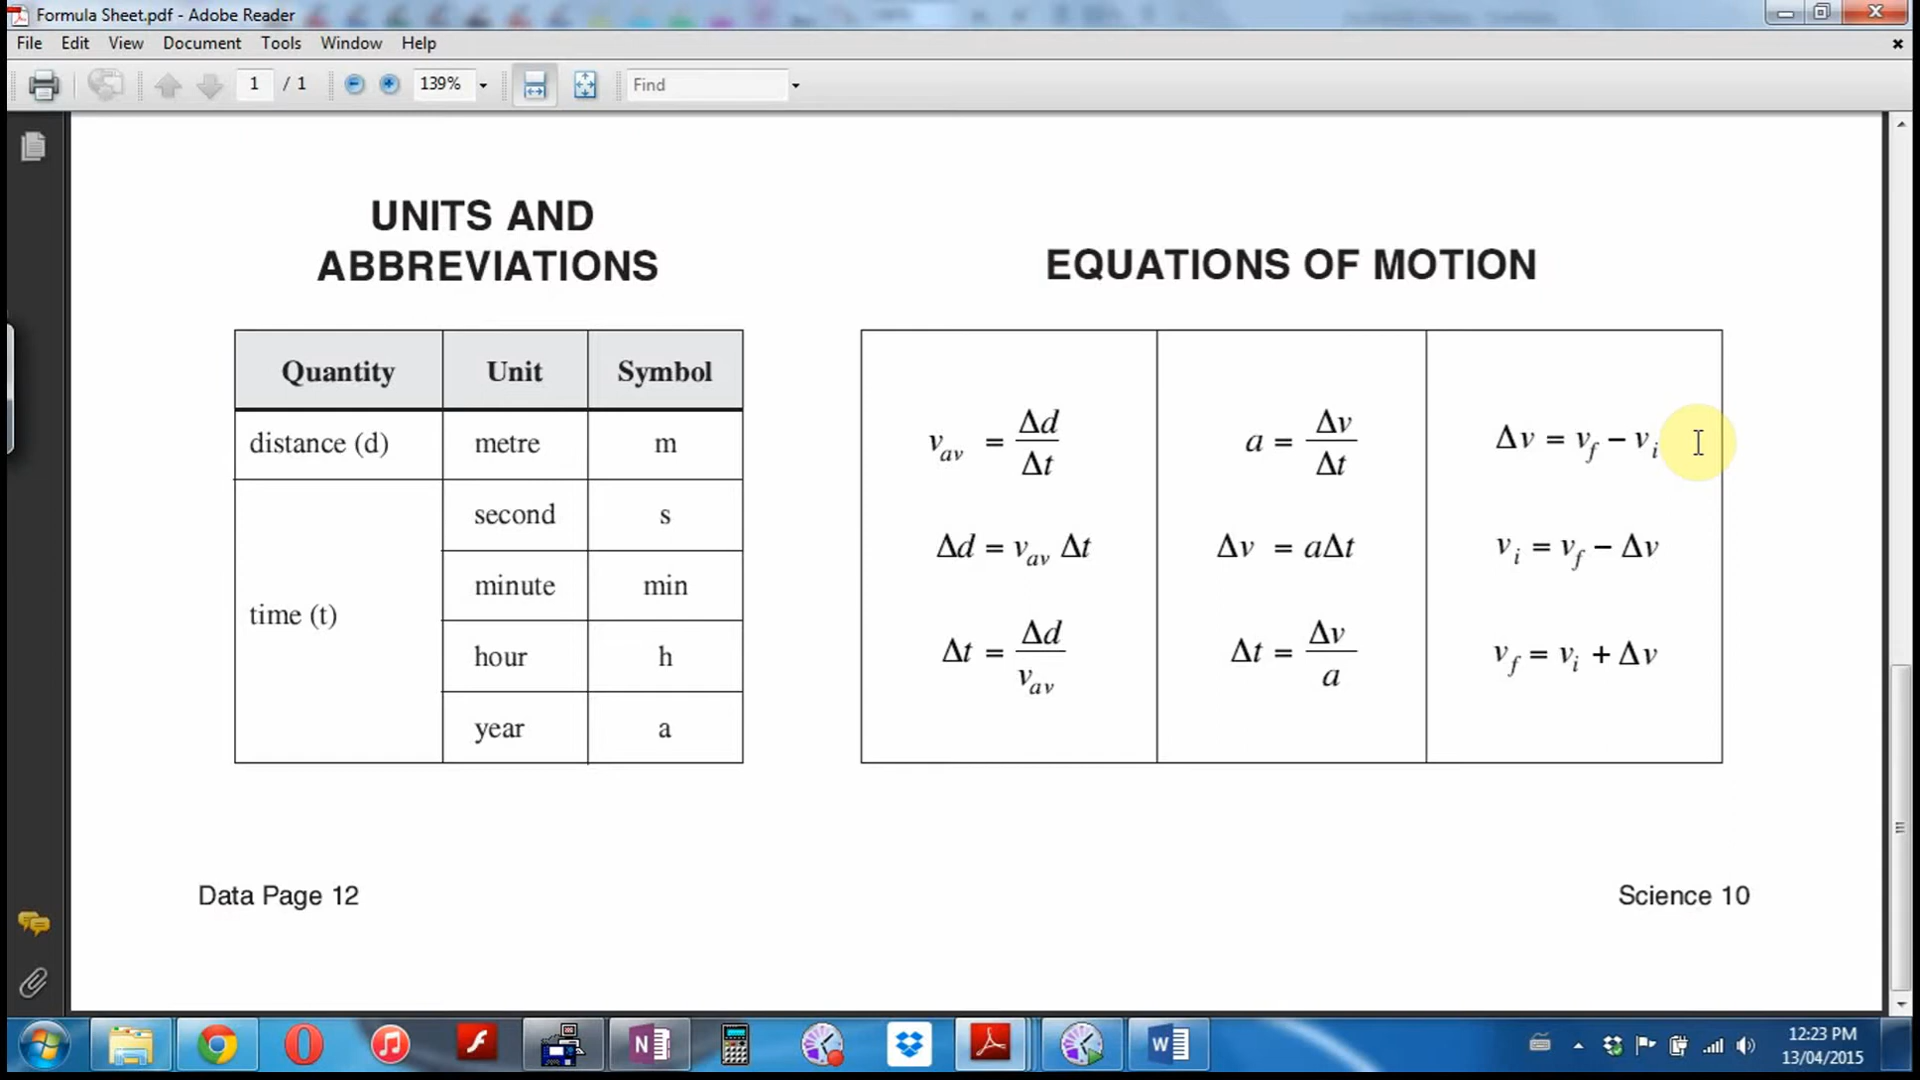 Formula Sheet.pdf - Adobe Reader
File Edit View Document Tools Window Help
1 / 1 139% Find
UNITS AND
ABBREVIATIONS
Quantity Unit Symbol
distance (d) metre m
time (t)
second s
minute min
hour h
year a
EQUATIONS OF MOTION
v_av = Δd/Δt
Δd = v_av Δt
Δt = Δd/v_av
a = Δv/Δt
Δv = aΔt
Δt = Δv/a
Δv = v_f − v_i
v_i = v_f − Δv
v_f = v_i + Δv
Data Page 12
Science 10
12:23 PM
13/04/2015